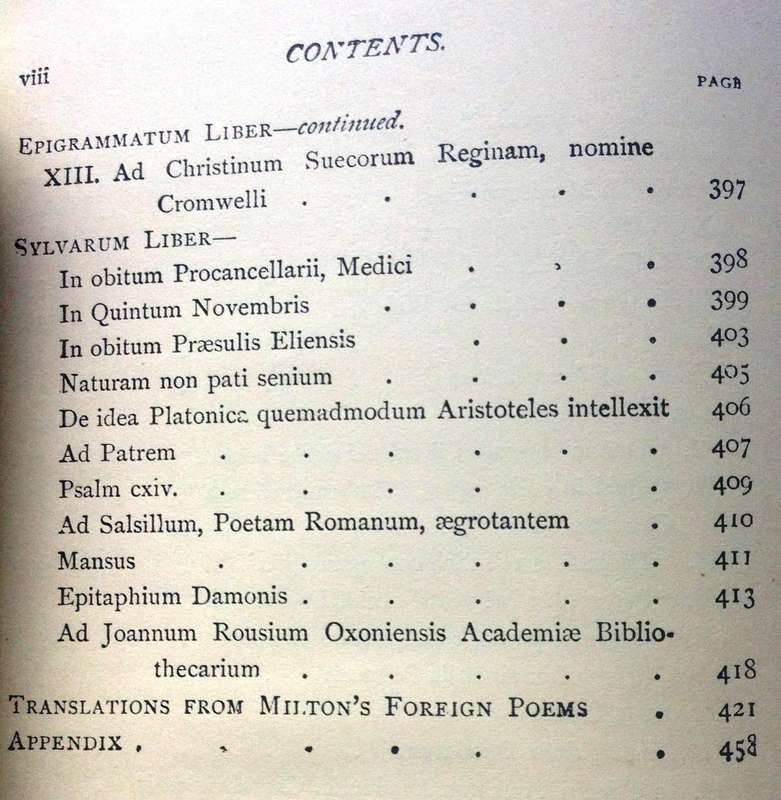 CONTENTS.
viii
PAGE
EPIGRAMMATUM LIBER—continued.
XIII. Ad Christinum Suecorum Reginam, nomine
Cromwelli . . . . . 397
SYLVARUM LIBER—
In obitum Procancellarii, Medici . . . 398
In Quintum Novembris . . . . 399
In obitum Præsulis Eliensis . . . 403
Naturam non pati senium . . . . 405
De idea Platonica quemadmodum Aristoteles intellexit 406
Ad Patrem . . . . . . 407
Psalm cxiv. . . . . . 409
Ad Salsillum, Poetam Romanum, ægrotantem . 410
Mansus . . . . . . 411
Epitaphium Damonis . . . . . 413
Ad Joannum Rousium Oxoniensis Academiæ Biblio-
thecarium . . . . . 418
TRANSLATIONS FROM MILTON'S FOREIGN POEMS . 421
APPENDIX . . . . . . 458